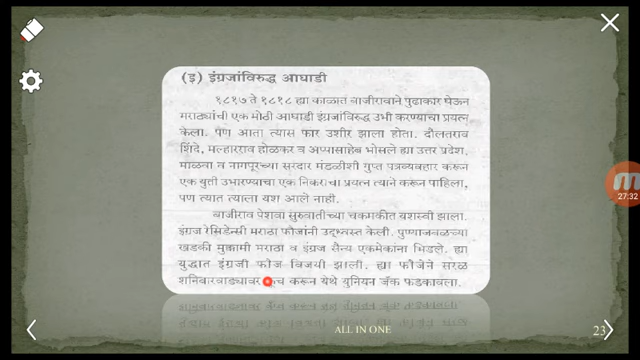 (इ) इंग्रजांविरुद्ध आघाडी
१८१७ ते १८१८ ह्या काळात बाजीरावाने पुढाकार घेऊन
मराठ्यांची एक मोठी आघाडी इंग्रजांविरुद्ध उभी करण्याचा प्रयत्न
केला. पण आता त्यास फार उशीर झाला होता. दौलतराव
शिंदे, मल्हारराव होळकर व अप्पासाहेब भोसले ह्या उत्तर प्रदेश,
माळवा व नागपूरच्या सरदार मंडळीशी गुप्त पत्रव्यवहार करून
एक युती उभारण्याचा एक निकराचा प्रयत्न त्याने करून पाहिला,
पण त्यात त्याला यश आले नाही.
बाजीराव पेशवा सुरुवातीच्या चकमकीत यशस्वी झाला.
इंग्रज रेसिडेन्सी मराठा फौजांनी उद्ध्वस्त केली. पुण्याजवळच्या
खडकी मुक्कामी मराठा व इंग्रज सैन्य एकमेकांना भिडले. ह्या
युद्धात इंग्रजी फौज विजयी झाली. ह्या फौजेने सरळ
शनिवारवाड्यावर कूच करून येथे युनियन जॅक फडकावला.
27:32
ALL IN ONE
23